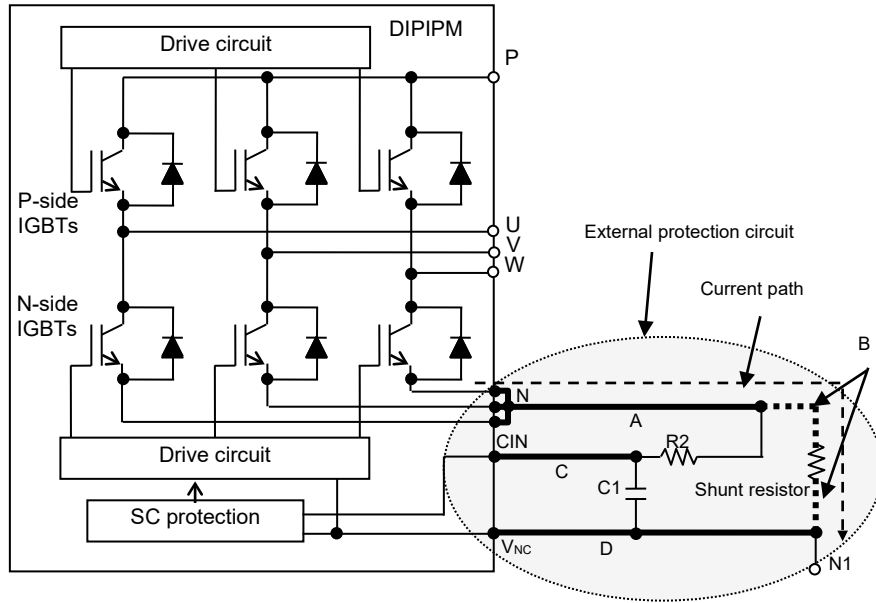 DIPIPM
Drive circuit
P
P-side
IGBTs
U
V
W
External protection circuit
Current path
N-side
IGBTs
B
N
A
Drive circuit
CIN
C
R2
C1
Shunt resistor
SC protection
VNC
D
N1